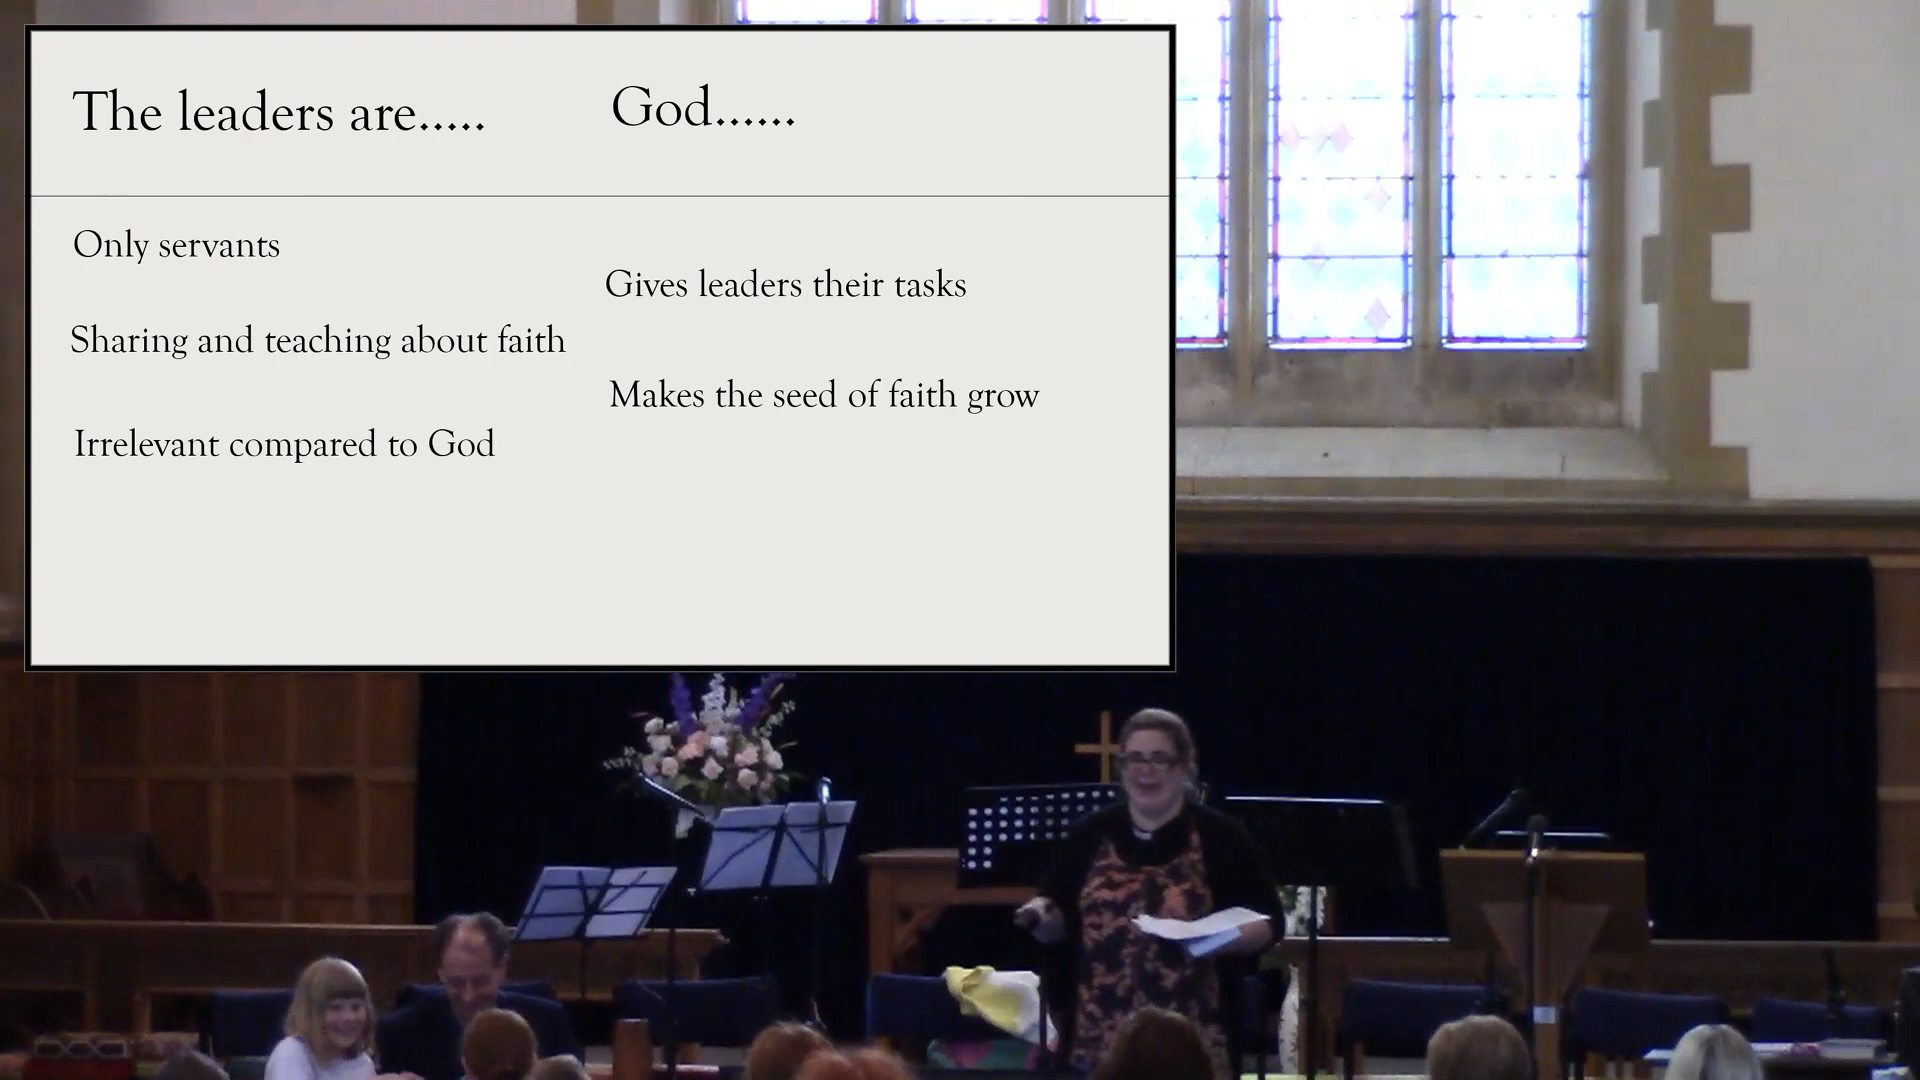 The leaders are.....
God......
Only servants
Gives leaders their tasks
Sharing and teaching about faith
Makes the seed of faith grow
Irrelevant compared to God